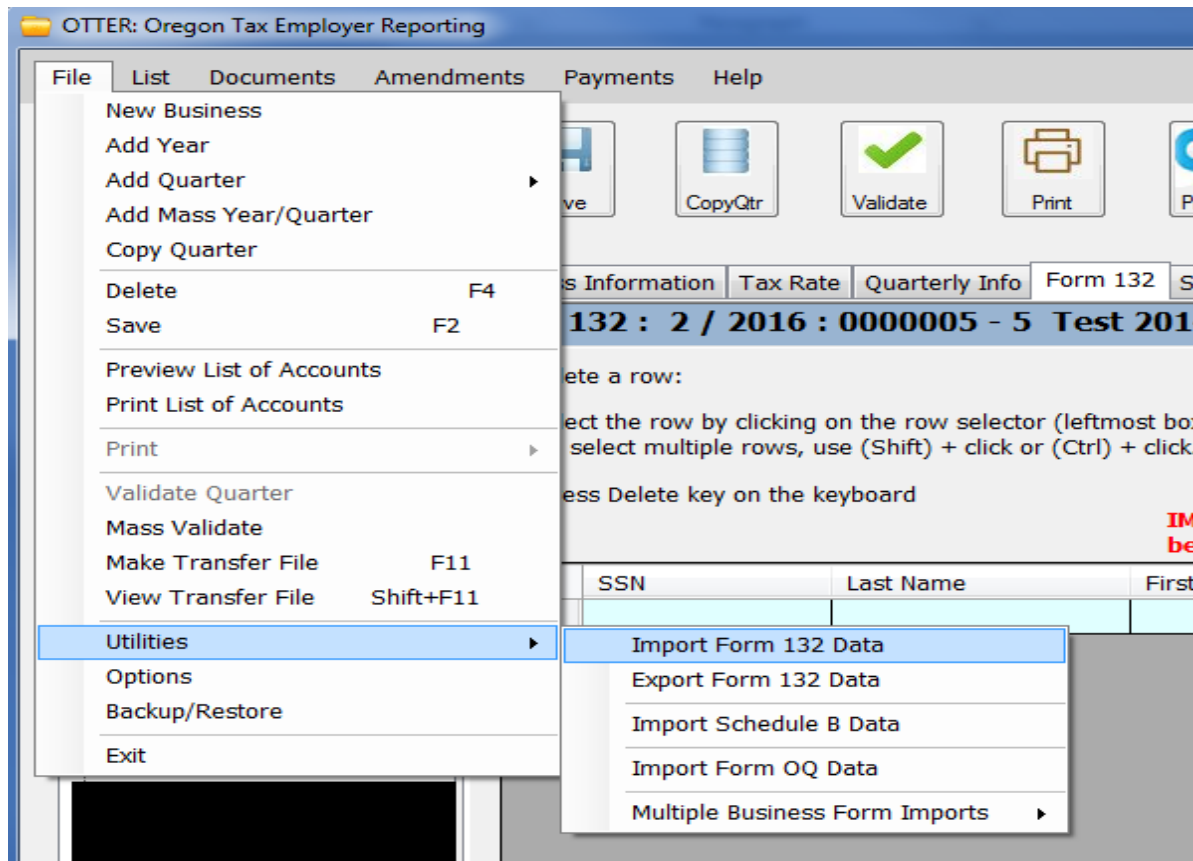 OTTER: Oregon Tax Employer Reporting
File List Documents Amendments Payments Help
New Business
Add Year
Add Quarter
Add Mass Year/Quarter
Copy Quarter
Delete F4
Save F2
Preview List of Accounts
Print List of Accounts
Print
Validate Quarter
Mass Validate
Make Transfer File F11
View Transfer File Shift+F11
Utilities
Options
Backup/Restore
Exit
Import Form 132 Data
Export Form 132 Data
Import Schedule B Data
Import Form OQ Data
Multiple Business Form Imports
ve CopyQtr Validate Print P
s Information Tax Rate Quarterly Info Form 132 S
132 : 2 / 2016 : 0000005 - 5 Test 201
ete a row:
ect the row by clicking on the row selector (leftmost bo
select multiple rows, use (Shift) + click or (Ctrl) + click
ess Delete key on the keyboard
IM
be
SSN Last Name First